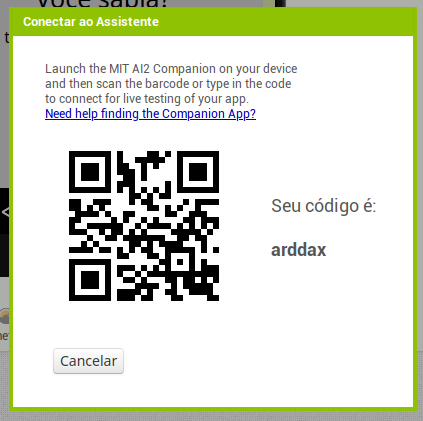 Você sabia?
Conectar ao Assistente
Launch the MIT AI2 Companion on your device
and then scan the barcode or type in the code
to connect for live testing of your app.
Need help finding the Companion App?
Seu código é:
arddax
Cancelar